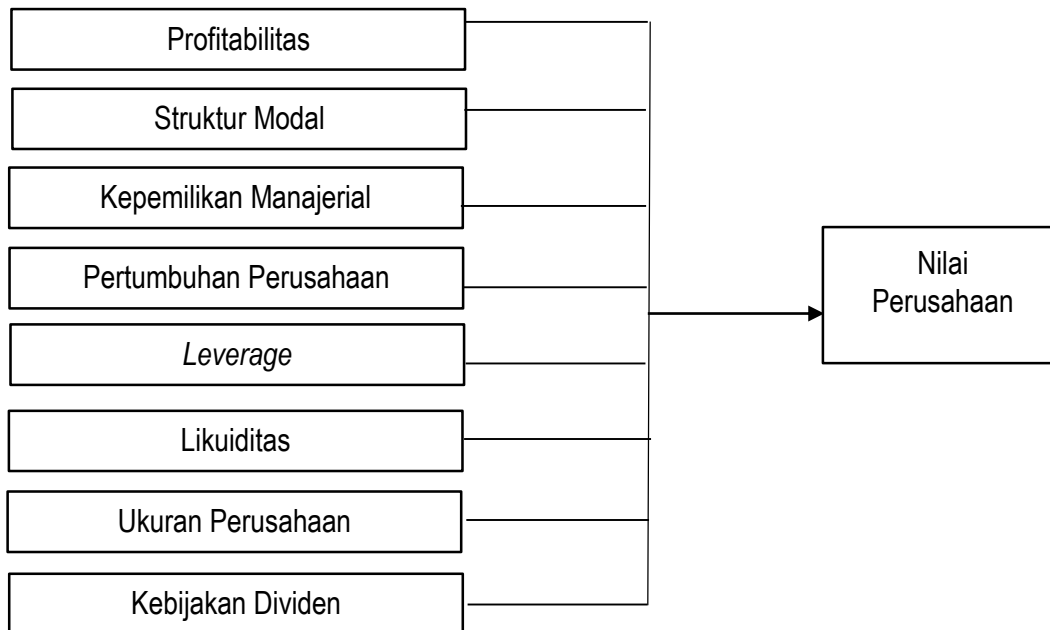 Profitabilitas
Struktur Modal
Kepemilikan Manajerial
Pertumbuhan Perusahaan
Leverage
Likuiditas
Ukuran Perusahaan
Kebijakan Dividen
Nilai
Perusahaan